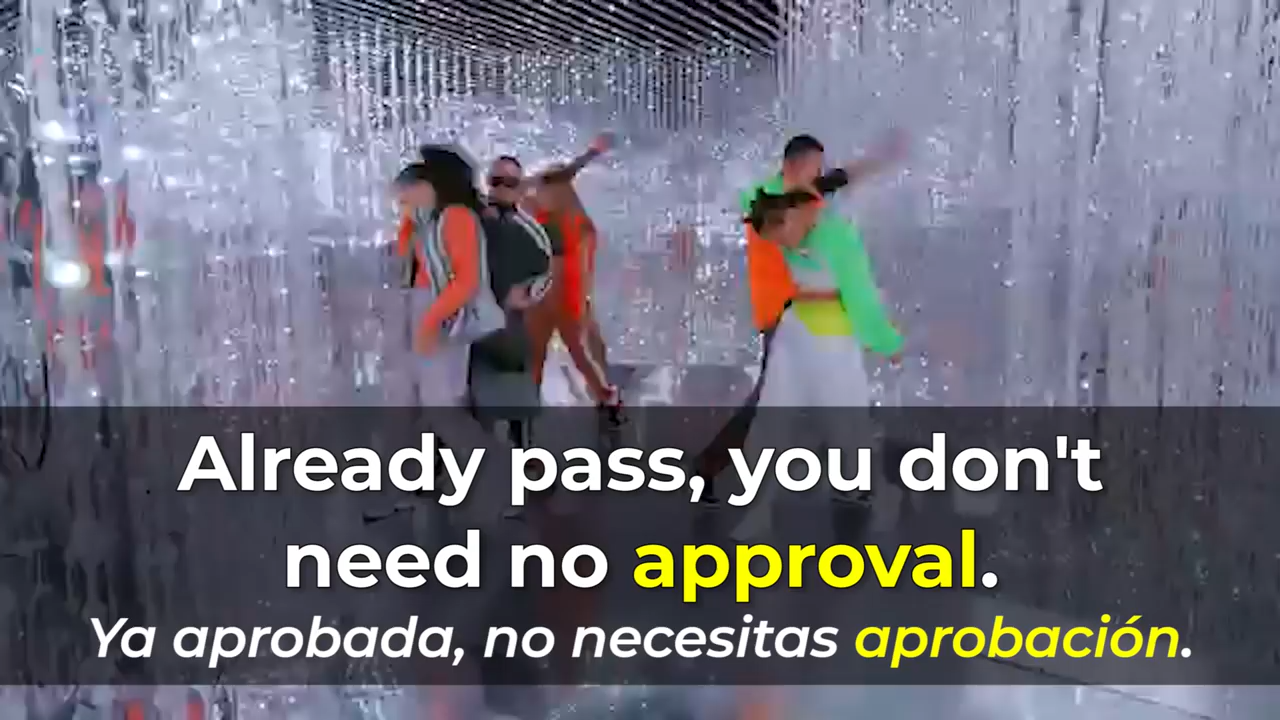 Already pass, you don't
need no approval.
Ya aprobada, no necesitas aprobación.